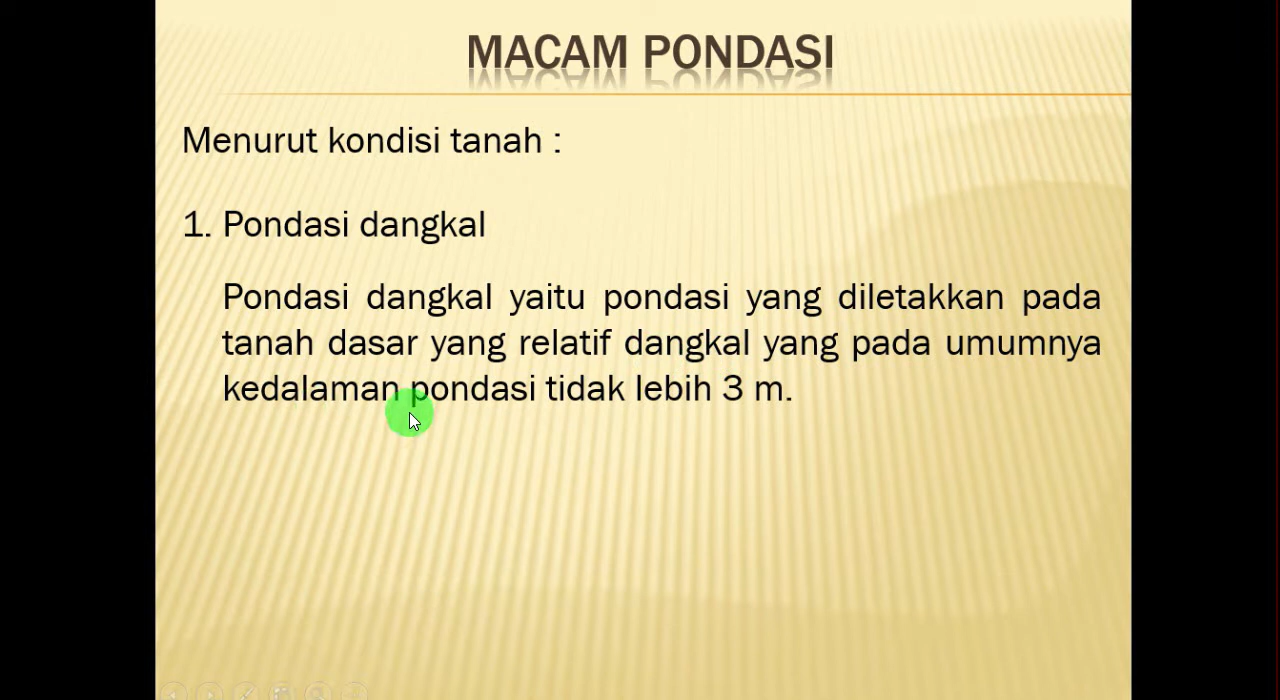 MACAM PONDASI
Menurut kondisi tanah :
1. Pondasi dangkal
Pondasi dangkal yaitu pondasi yang diletakkan pada
tanah dasar yang relatif dangkal yang pada umumnya
kedalaman pondasi tidak lebih 3 m.